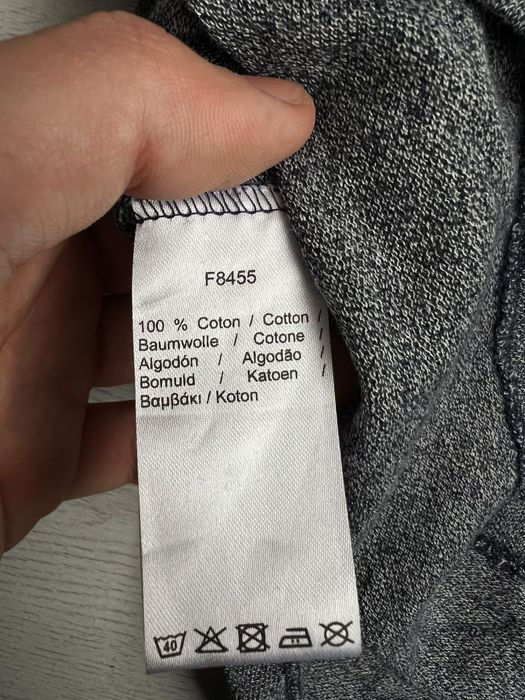 F8455
100 % Coton / Cotton /
Baumwolle / Cotone /
Algodón / Algodão /
Bomuld / Katoen /
Βαμβάκι / Koton
40